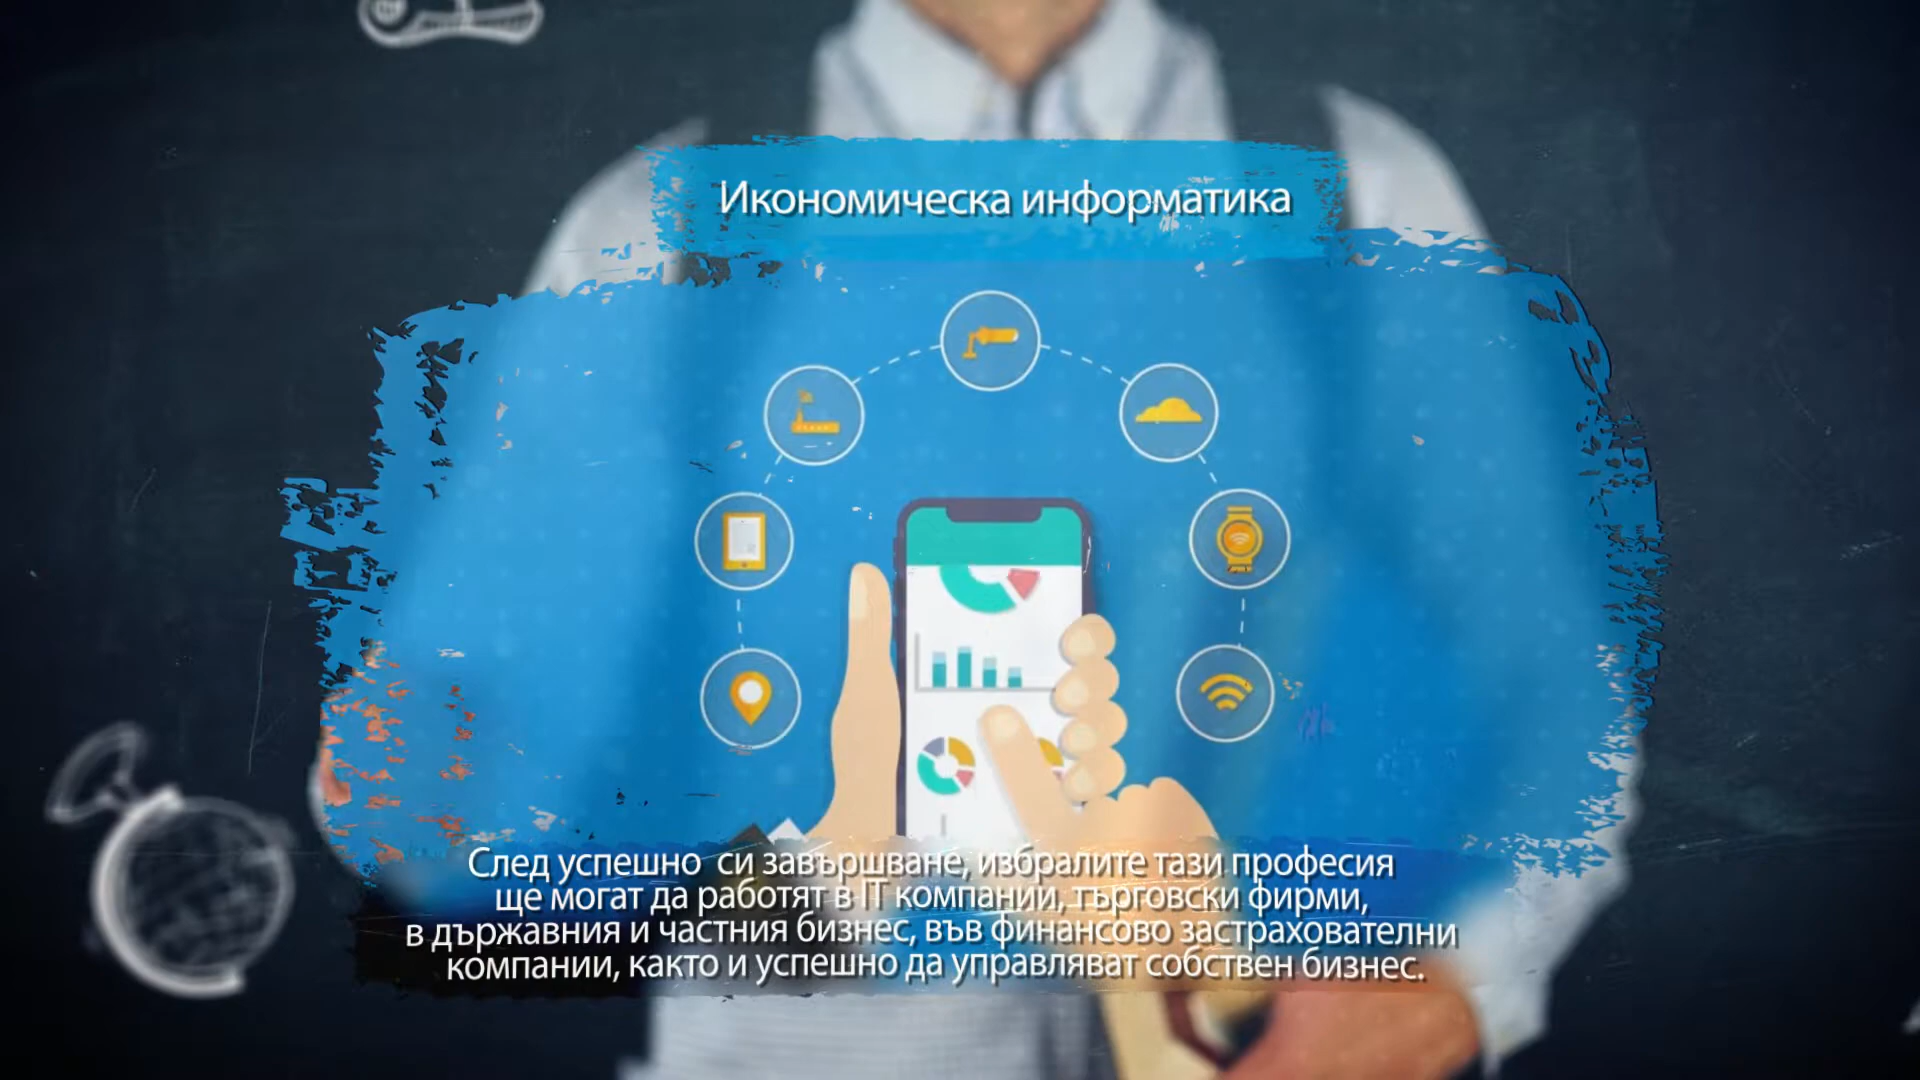 Икономическа информатика
След успешно си завършване, избралите тази професия
ще могат да работят в IT компании, търговски фирми,
в държавния и частния бизнес, във финансово застрахователни
компании, както и успешно да управляват собствен бизнес.